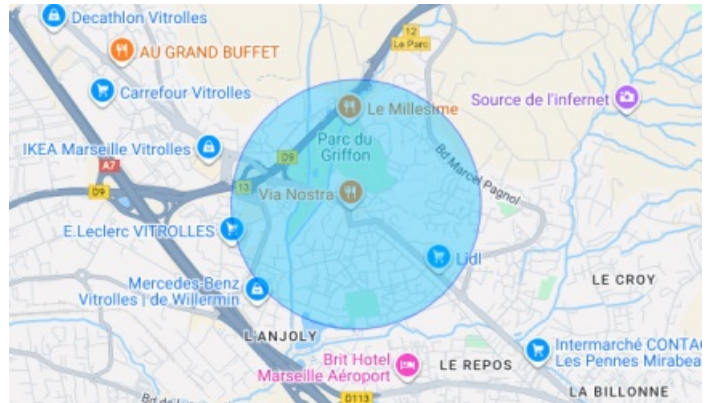 Decathlon Vitrolles
12
Le Parc
AU GRAND BUFFET
Carrefour Vitrolles
Le Millesime
Source de l'infernet
IKEA Marseille Vitrolles
Parc du
Griffon
D9
A7
D9
13
Bd Marcel Pagnol
Via Nostra
E.Leclerc VITROLLES
Lidl
Mercedes-Benz
Vitrolles | de Willermin
LE CROY
L'ANJOLY
Brit Hotel
Marseille Aéroport
LE REPOS
Intermarché CONTAC
Les Pennes Mirabea
D113
LA BILLONNE